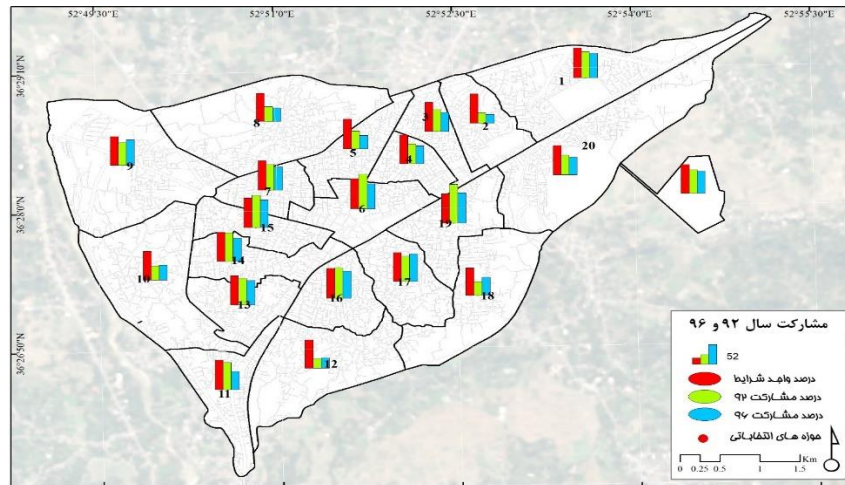 52°49'30"E 52°51'0"E 52°52'30"E 52°54'0"E 52°55'30"E
36°29'10"N
36°28'0"N
36°26'50"N
1
2
3
4
5
6
7
8
9
10
11
12
13
14
15
16
17
18
19
20
مشارکت سال ۹۲ و ۹۶
52
درصد واجد شرایط
درصد مشارکت ۹۲
درصد مشارکت ۹۶
حوزه های انتخاباتی
Km
0 0.25 0.5 1 1.5